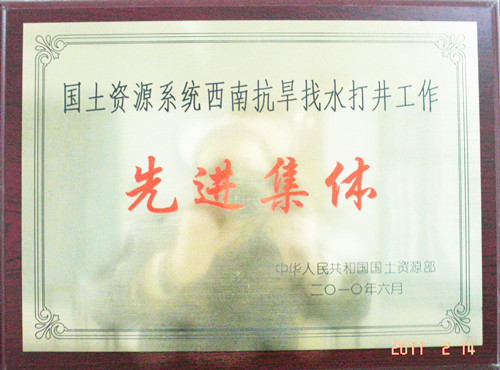 国土资源系统西南抗旱找水打井工作
先进集体
中华人民共和国国土资源部
二〇一〇年六月
2011 2 14